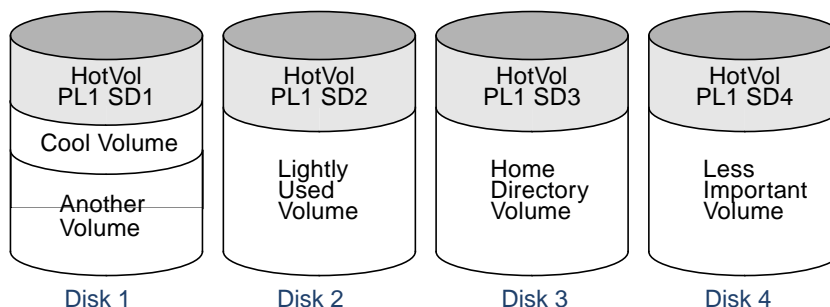 HotVol
PL1 SD1
Cool Volume
Another
Volume
Disk 1
HotVol
PL1 SD2
Lightly
Used
Volume
Disk 2
HotVol
PL1 SD3
Home
Directory
Volume
Disk 3
HotVol
PL1 SD4
Less
Important
Volume
Disk 4